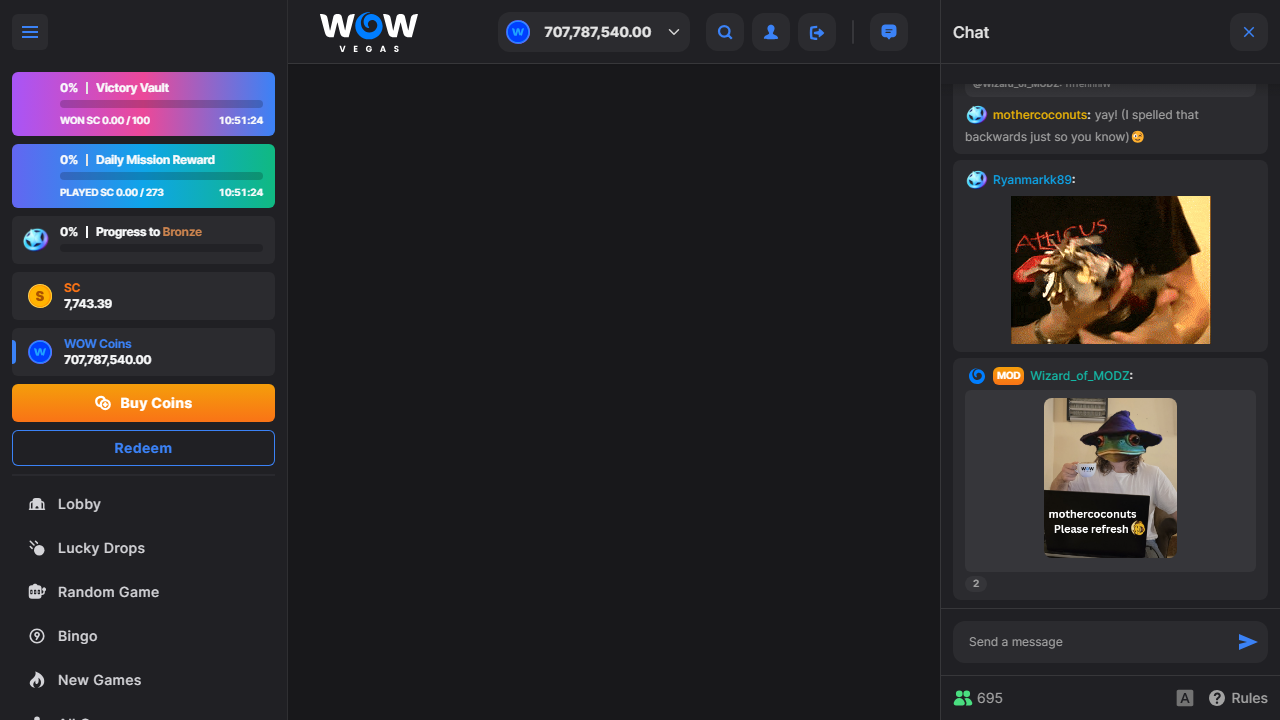 0% | Victory Vault
WON SC 0.00 / 100 10:51:24
0% | Daily Mission Reward
PLAYED SC 0.00 / 273 10:51:24
0% | Progress to Bronze
S
SC
7,743.39
W
WOW Coins
707,787,540.00
Buy Coins
Redeem
Lobby
Lucky Drops
Random Game
Bingo
New Games
WOW
VEGAS
W 707,787,540.00
Chat
mothercoconuts: yay! (I spelled that
backwards just so you know)
Ryanmarkk89:
ATTICUS
MOD Wizard_of_MODZ:
WOW
mothercoconuts
Please refresh
2
Send a message
695 A ? Rules